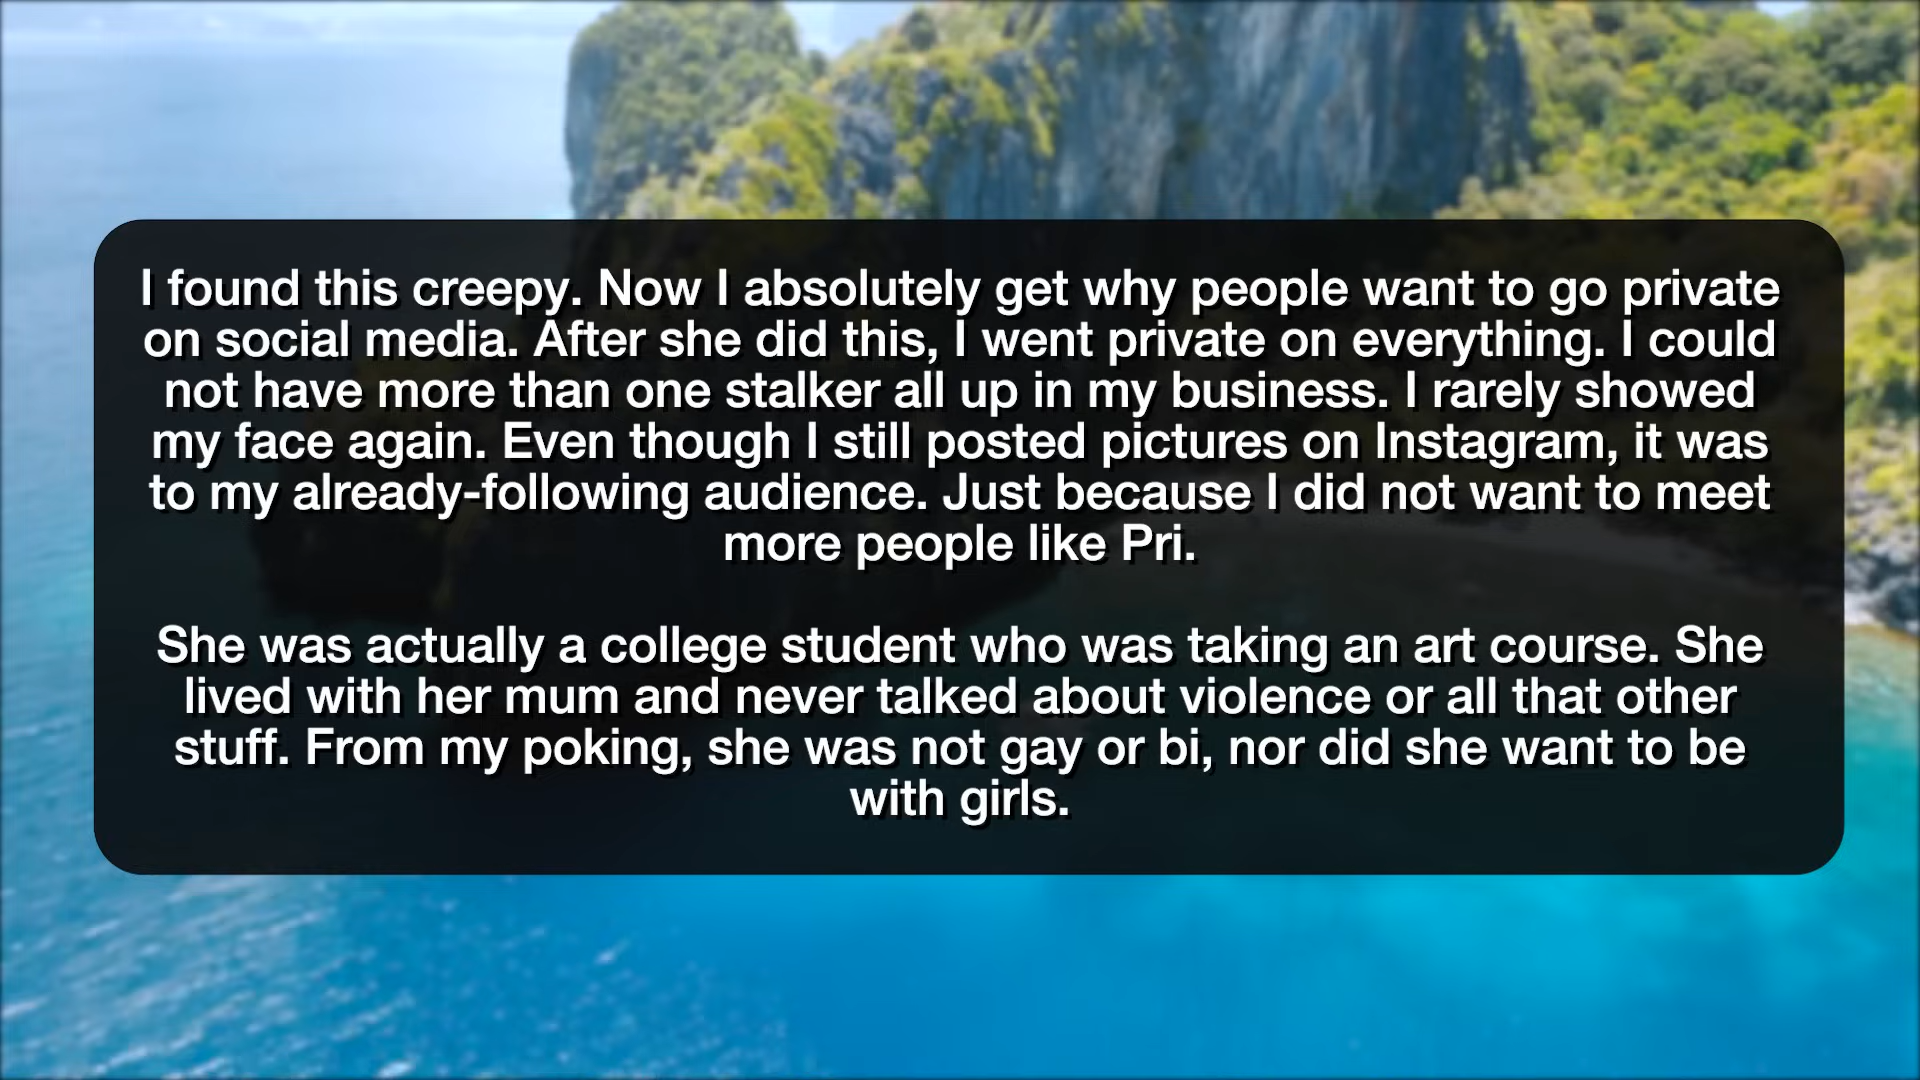 I found this creepy. Now I absolutely get why people want to go private
on social media. After she did this, I went private on everything. I could
not have more than one stalker all up in my business. I rarely showed
my face again. Even though I still posted pictures on Instagram, it was
to my already-following audience. Just because I did not want to meet
more people like Pri.
She was actually a college student who was taking an art course. She
lived with her mum and never talked about violence or all that other
stuff. From my poking, she was not gay or bi, nor did she want to be
with girls.